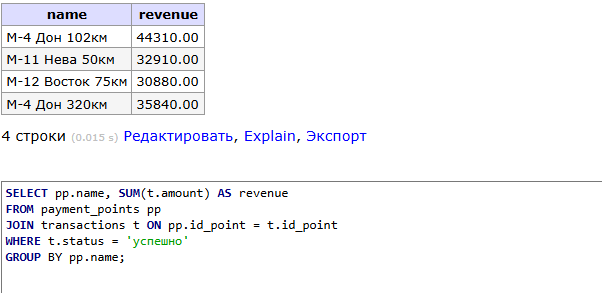 name revenue
М-4 Дон 102км 44310.00
М-11 Нева 50км 32910.00
М-12 Восток 75км 30880.00
М-4 Дон 320км 35840.00
4 строки (0.015 s) Редактировать, Explain, Экспорт
SELECT pp.name, SUM(t.amount) AS revenue
FROM payment_points pp
JOIN transactions t ON pp.id_point = t.id_point
WHERE t.status = 'успешно'
GROUP BY pp.name;